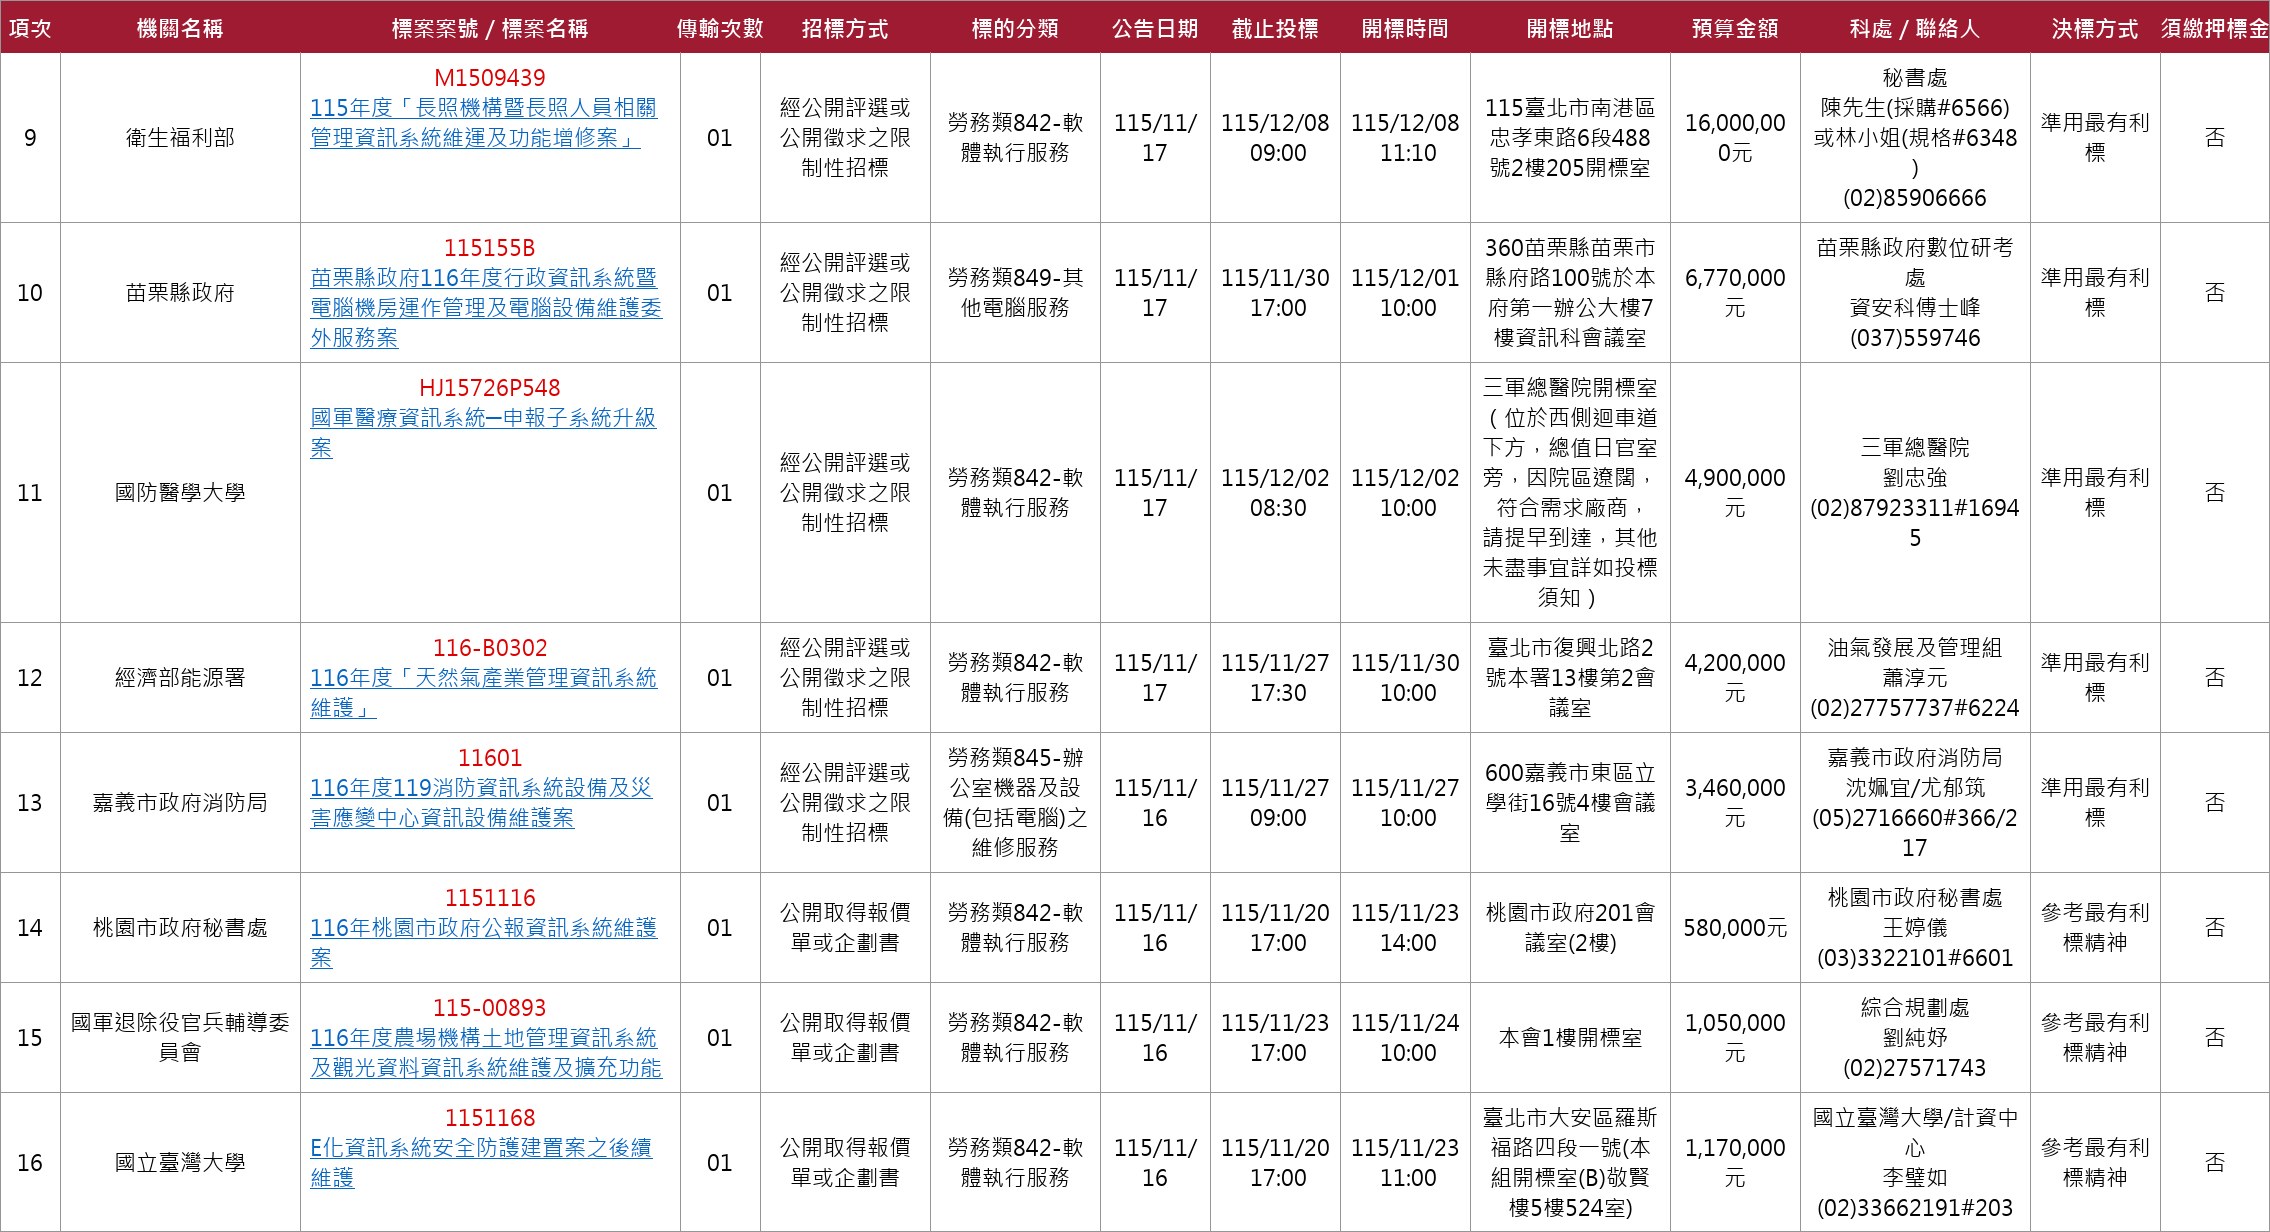 項次 機關名稱 標案案號 / 標案名稱 傳輸次數 招標方式 標的分類 公告日期 截止投標 開標時間 開標地點 預算金額 科處 / 聯絡人 決標方式 須繳押標金
9
衛生福利部
M1509439
115年度「長照機構暨長照人員相關
管理資訊系統維運及功能增修案」
01
經公開評選或
公開徵求之限
制性招標
勞務類842-軟
體執行服務
115/11/
17
115/12/08
09:00
115/12/08
11:10
115臺北市南港區
忠孝東路6段488
號2樓205開標室
16,000,00
0元
秘書處
陳先生(採購#6566)
或林小姐(規格#6348
)
(02)85906666
準用最有利
標
否
10
苗栗縣政府
115155B
苗栗縣政府116年度行政資訊系統暨
電腦機房運作管理及電腦設備維護委
外服務案
01
經公開評選或
公開徵求之限
制性招標
勞務類849-其
他電腦服務
115/11/
17
115/11/30
17:00
115/12/01
10:00
360苗栗縣苗栗市
縣府路100號於本
府第一辦公大樓7
樓資訊科會議室
6,770,000
元
苗栗縣政府數位研考
處
資安科傅士峰
(037)559746
準用最有利
標
否
11
國防醫學大學
HJ15726P548
國軍醫療資訊系統─申報子系統升級
案
01
經公開評選或
公開徵求之限
制性招標
勞務類842-軟
體執行服務
115/11/
17
115/12/02
08:30
115/12/02
10:00
三軍總醫院開標室
（位於西側迴車道
下方，總值日官室
旁，因院區遼闊，
符合需求廠商，
請提早到達，其他
未盡事宜詳如投標
須知）
4,900,000
元
三軍總醫院
劉忠強
(02)87923311#1694
5
準用最有利
標
否
12
經濟部能源署
116-B0302
116年度「天然氣產業管理資訊系統
維護」
01
經公開評選或
公開徵求之限
制性招標
勞務類842-軟
體執行服務
115/11/
17
115/11/27
17:30
115/11/30
10:00
臺北市復興北路2
號本署13樓第2會
議室
4,200,000
元
油氣發展及管理組
蕭淳元
(02)27757737#6224
準用最有利
標
否
13
嘉義市政府消防局
11601
116年度119消防資訊系統設備及災
害應變中心資訊設備維護案
01
經公開評選或
公開徵求之限
制性招標
勞務類845-辦
公室機器及設
備(包括電腦)之
維修服務
115/11/
16
115/11/27
09:00
115/11/27
10:00
600嘉義市東區立
學街16號4樓會議
室
3,460,000
元
嘉義市政府消防局
沈姵宜/尤郁筑
(05)2716660#366/2
17
準用最有利
標
否
14
桃園市政府秘書處
1151116
116年桃園市政府公報資訊系統維護
案
01
公開取得報價
單或企劃書
勞務類842-軟
體執行服務
115/11/
16
115/11/20
17:00
115/11/23
14:00
桃園市政府201會
議室(2樓)
580,000元
桃園市政府秘書處
王婷儀
(03)3322101#6601
參考最有利
標精神
否
15
國軍退除役官兵輔導委
員會
115-00893
116年度農場機構土地管理資訊系統
及觀光資料資訊系統維護及擴充功能
01
公開取得報價
單或企劃書
勞務類842-軟
體執行服務
115/11/
16
115/11/23
17:00
115/11/24
10:00
本會1樓開標室
1,050,000
元
綜合規劃處
劉純妤
(02)27571743
參考最有利
標精神
否
16
國立臺灣大學
1151168
E化資訊系統安全防護建置案之後續
維護
01
公開取得報價
單或企劃書
勞務類842-軟
體執行服務
115/11/
16
115/11/20
17:00
115/11/23
11:00
臺北市大安區羅斯
福路四段一號(本
組開標室(B)敬賢
樓5樓524室)
1,170,000
元
國立臺灣大學/計資中
心
李璧如
(02)33662191#203
參考最有利
標精神
否